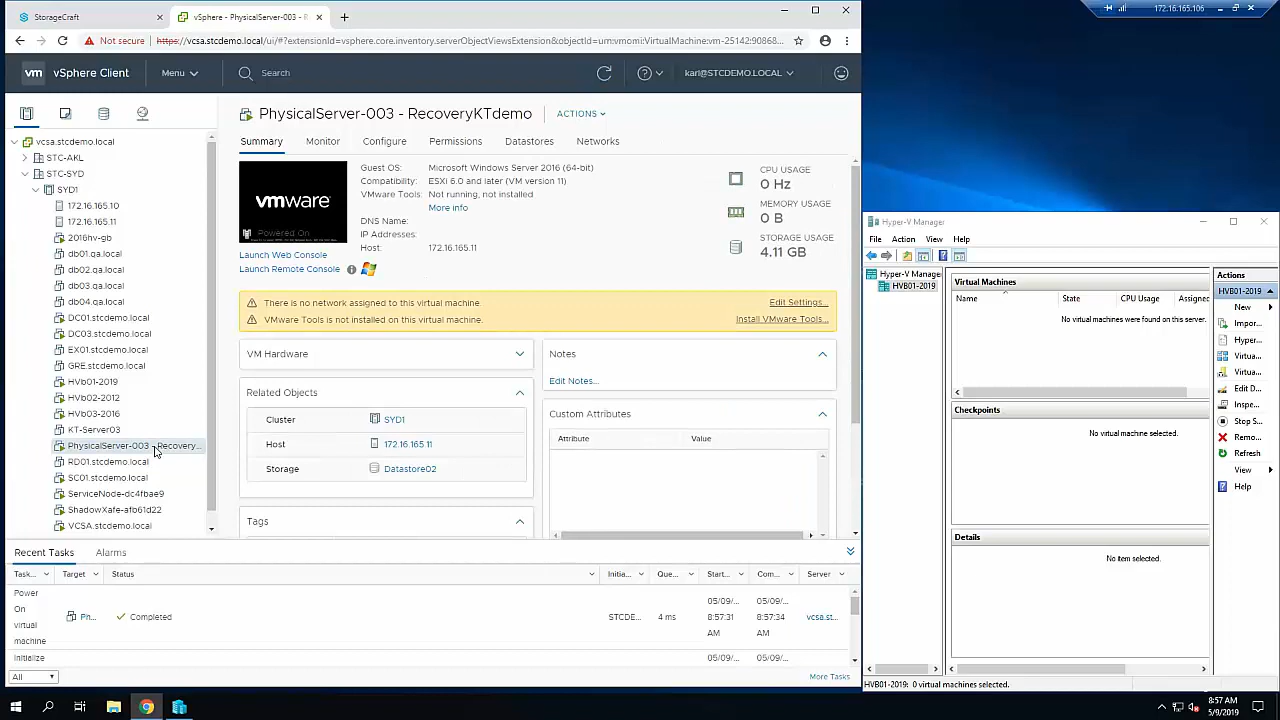 StorageCraft
vSphere - PhysicalServer-003 - R
172.16.165.106
Not secure
https://vcsa.stcdemo.local/ui/#?extensionId=vsphere.core.inventory.serverObjectViewsExtension&objectId=urn:vmomi:VirtualMachine:vm-25142:90868...
vm
vSphere Client
Menu
Search
karl@STCDEMO.LOCAL
vcsa.stcdemo.local
STC-AKL
STC-SYD
SYD1
172.16.165.10
172.16.165.11
2016hv-gb
db01.qa.local
db02.qa.local
db03.qa.local
db04.qa.local
DC01.stcdemo.local
DC03.stcdemo.local
EX01.stcdemo.local
GRE.stcdemo.local
HVb01-2019
HVb02-2012
HVb03-2016
KT-Server03
PhysicalServer-003 - Recovery...
RD01.stcdemo.local
SC01.stcdemo.local
ServiceNode-dc4fbae9
ShadowXafe-afb61d22
VCSA.stcdemo.local
PhysicalServer-003 - RecoveryKTdemo
ACTIONS
Summary
Monitor
Configure
Permissions
Datastores
Networks
vmware
Powered On
Launch Web Console
Launch Remote Console
Guest OS:
Microsoft Windows Server 2016 (64-bit)
Compatibility:
ESXi 6.0 and later (VM version 11)
VMware Tools:
Not running, not installed
More info
DNS Name:
IP Addresses:
Host:
172.16.165.11
CPU USAGE
0 Hz
MEMORY USAGE
0 B
STORAGE USAGE
4.11 GB
There is no network assigned to this virtual machine.
Edit Settings...
VMware Tools is not installed on this virtual machine.
Install VMware Tools...
VM Hardware
Related Objects
Cluster
SYD1
Host
172.16.165.11
Storage
Datastore02
Tags
Notes
Edit Notes...
Custom Attributes
Attribute
Value
Recent Tasks
Alarms
Task...
Target
Status
Initia...
Que...
Start...
Com...
Server
Power
On
virtual
machine
Ph...
Completed
STCDE...
4 ms
05/09/...
8:57:31
AM
05/09/...
8:57:34
AM
vcsa.st...
Initialize
05/09/...
05/09/...
All
More Tasks
Hyper-V Manager
File
Action
View
Help
Hyper-V Manage
HVB01-2019
Virtual Machines
Name
State
CPU Usage
Assigned
No virtual machines were found on this server.
Checkpoints
No virtual machine selected.
Details
No item selected.
Actions
HVB01-2019
New
Impor...
Hyper...
Virtua...
Virtua...
Edit D...
Inspe...
Stop S...
Remo...
Refresh
View
Help
HVB01-2019: 0 virtual machines selected.
8:57 AM
5/9/2019